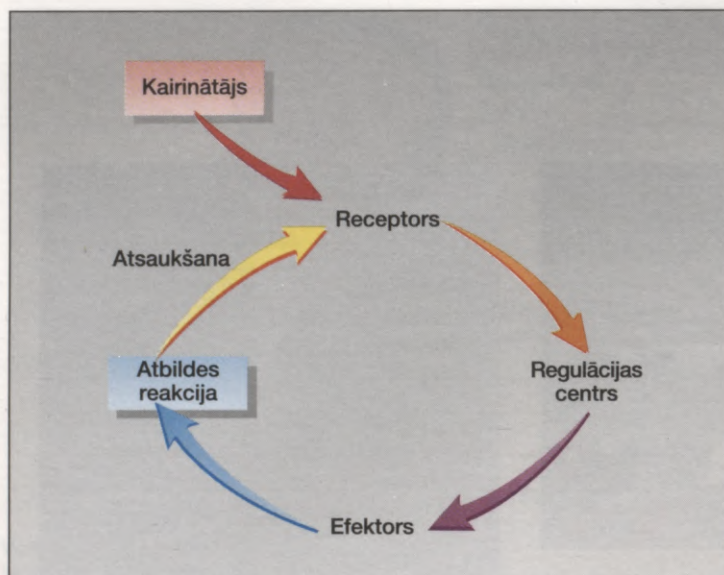 Kairinātājs
Receptors
Atsaukšana
Atbildes
reakcija
Regulācijas
centrs
Efektors